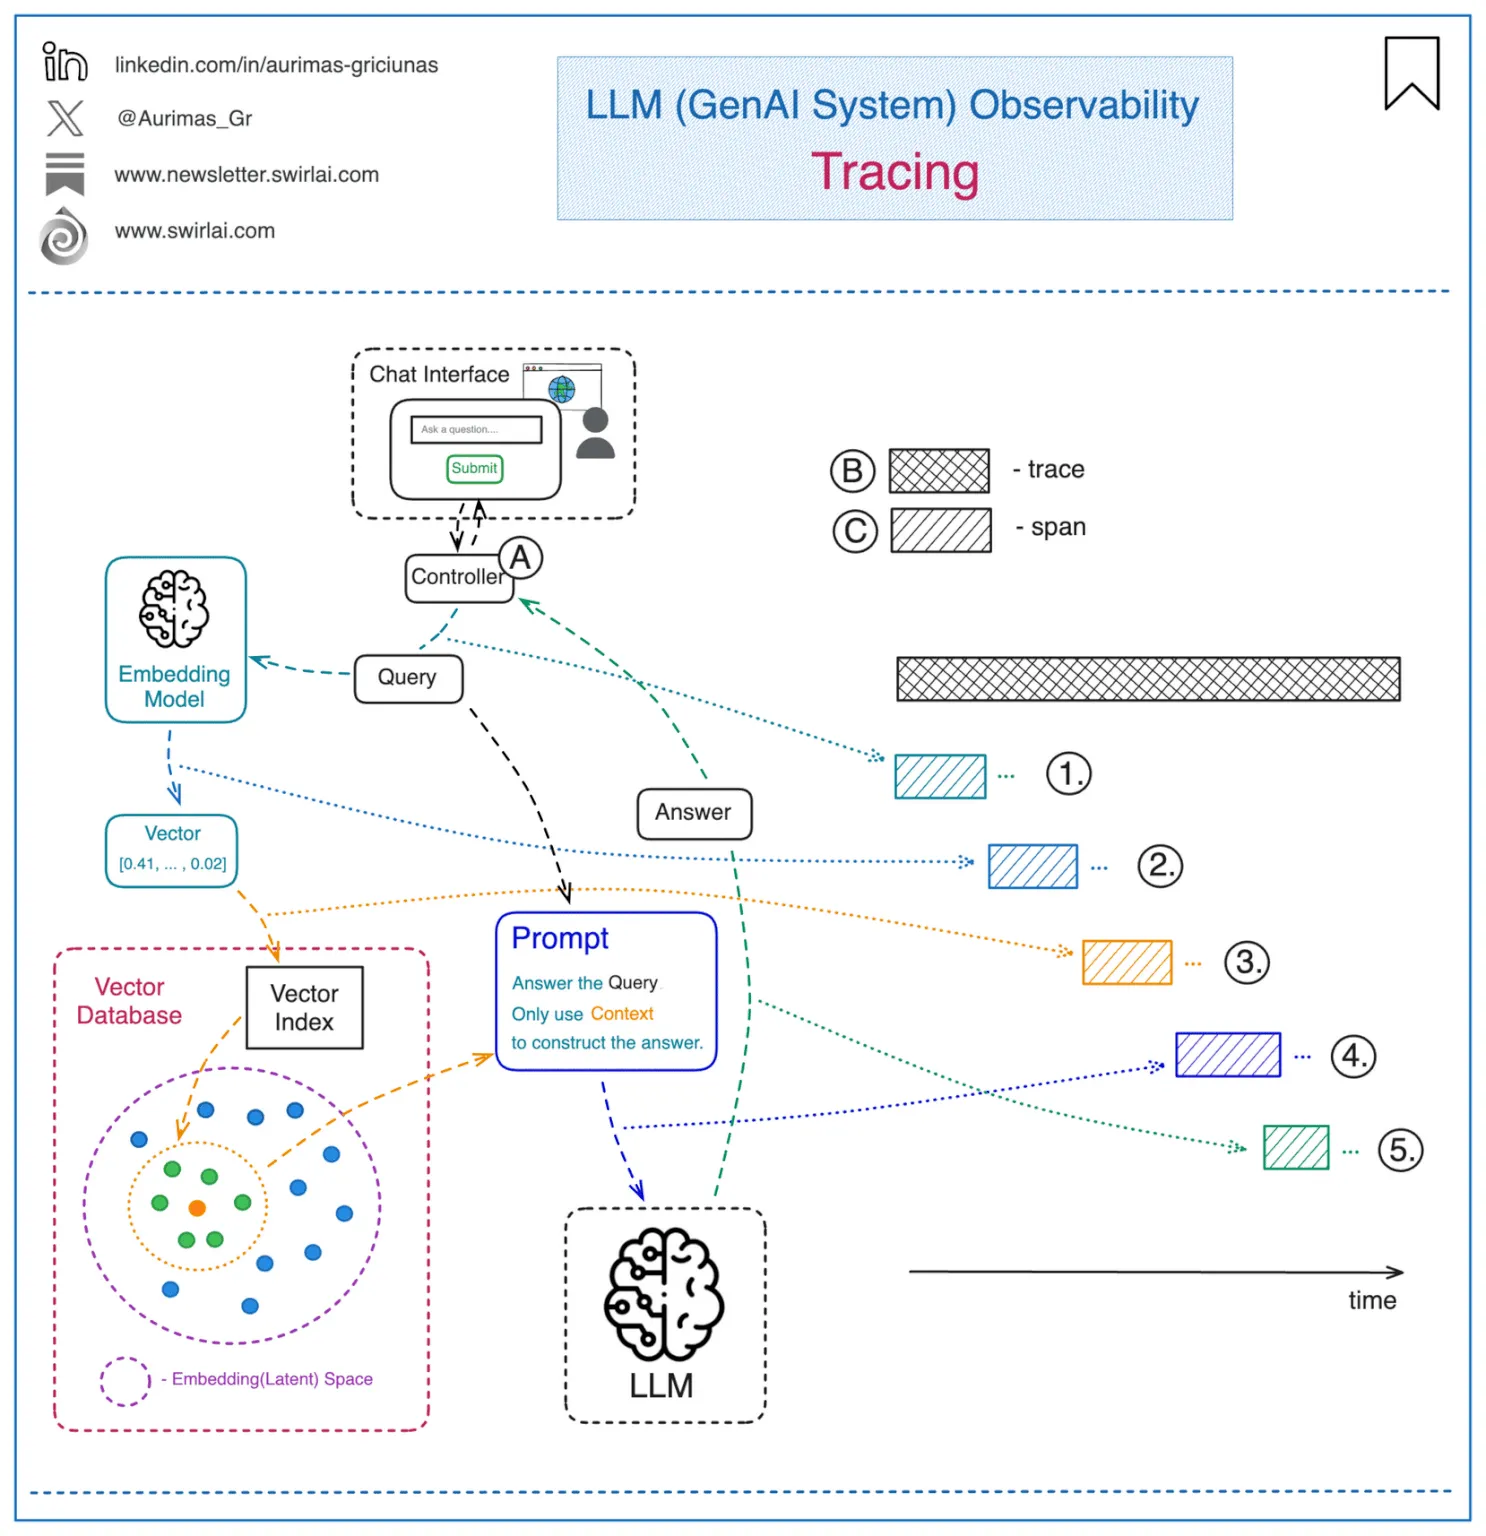 linkedin.com/in/aurimas-griciunas
@Aurimas_Gr
www.newsletter.swirlai.com
www.swirlai.com
LLM (GenAI System) Observability
Tracing
Chat Interface
Ask a question....
Submit
Controller
A
B
- trace
C
- span
Embedding
Model
Query
Answer
1.
2.
3.
4.
5.
Vector
[0.41, ... , 0.02]
Prompt
Answer the Query.
Only use Context
to construct the answer.
Vector
Database
Vector
Index
- Embedding(Latent) Space
LLM
time